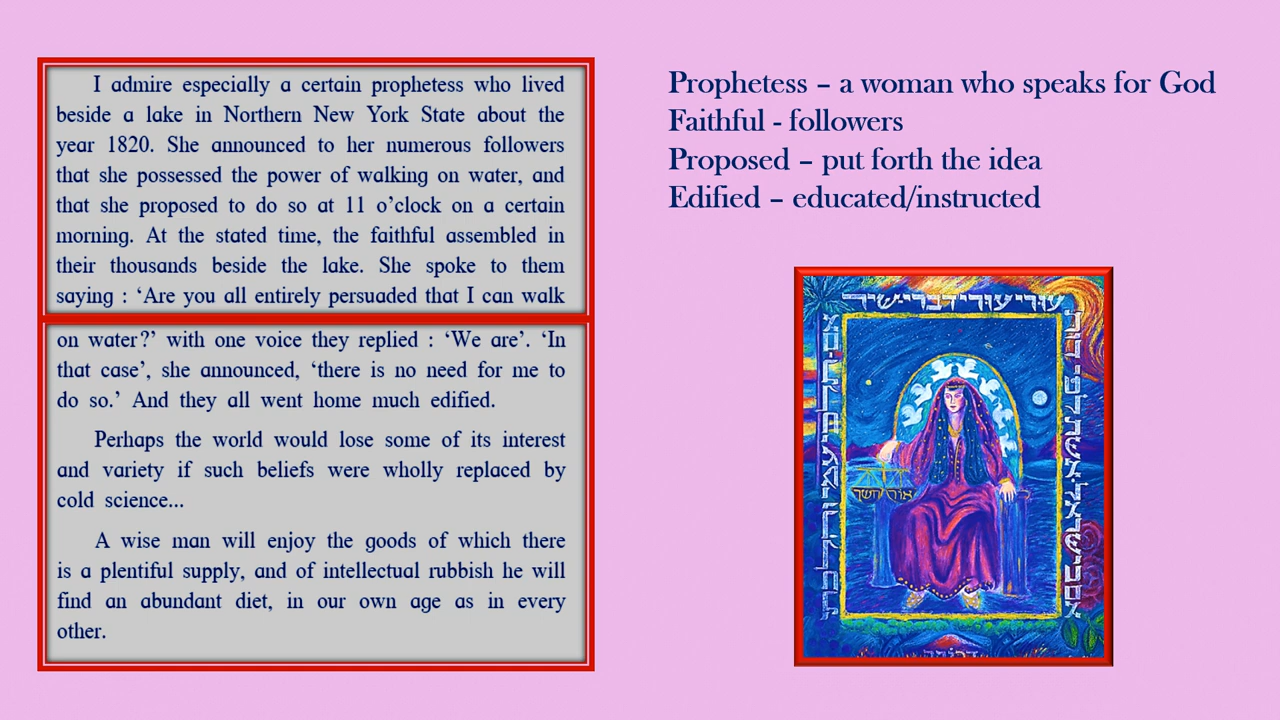 I admire especially a certain prophetess who lived
beside a lake in Northern New York State about the
year 1820. She announced to her numerous followers
that she possessed the power of walking on water, and
that she proposed to do so at 11 o’clock on a certain
morning. At the stated time, the faithful assembled in
their thousands beside the lake. She spoke to them
saying : ‘Are you all entirely persuaded that I can walk
on water?’ with one voice they replied : ‘We are’. ‘In
that case’, she announced, ‘there is no need for me to
do so.’ And they all went home much edified.
Perhaps the world would lose some of its interest
and variety if such beliefs were wholly replaced by
cold science...
A wise man will enjoy the goods of which there
is a plentiful supply, and of intellectual rubbish he will
find an abundant diet, in our own age as in every
other.
Prophetess – a woman who speaks for God
Faithful - followers
Proposed – put forth the idea
Edified – educated/instructed
עורי עורי דברי שיר